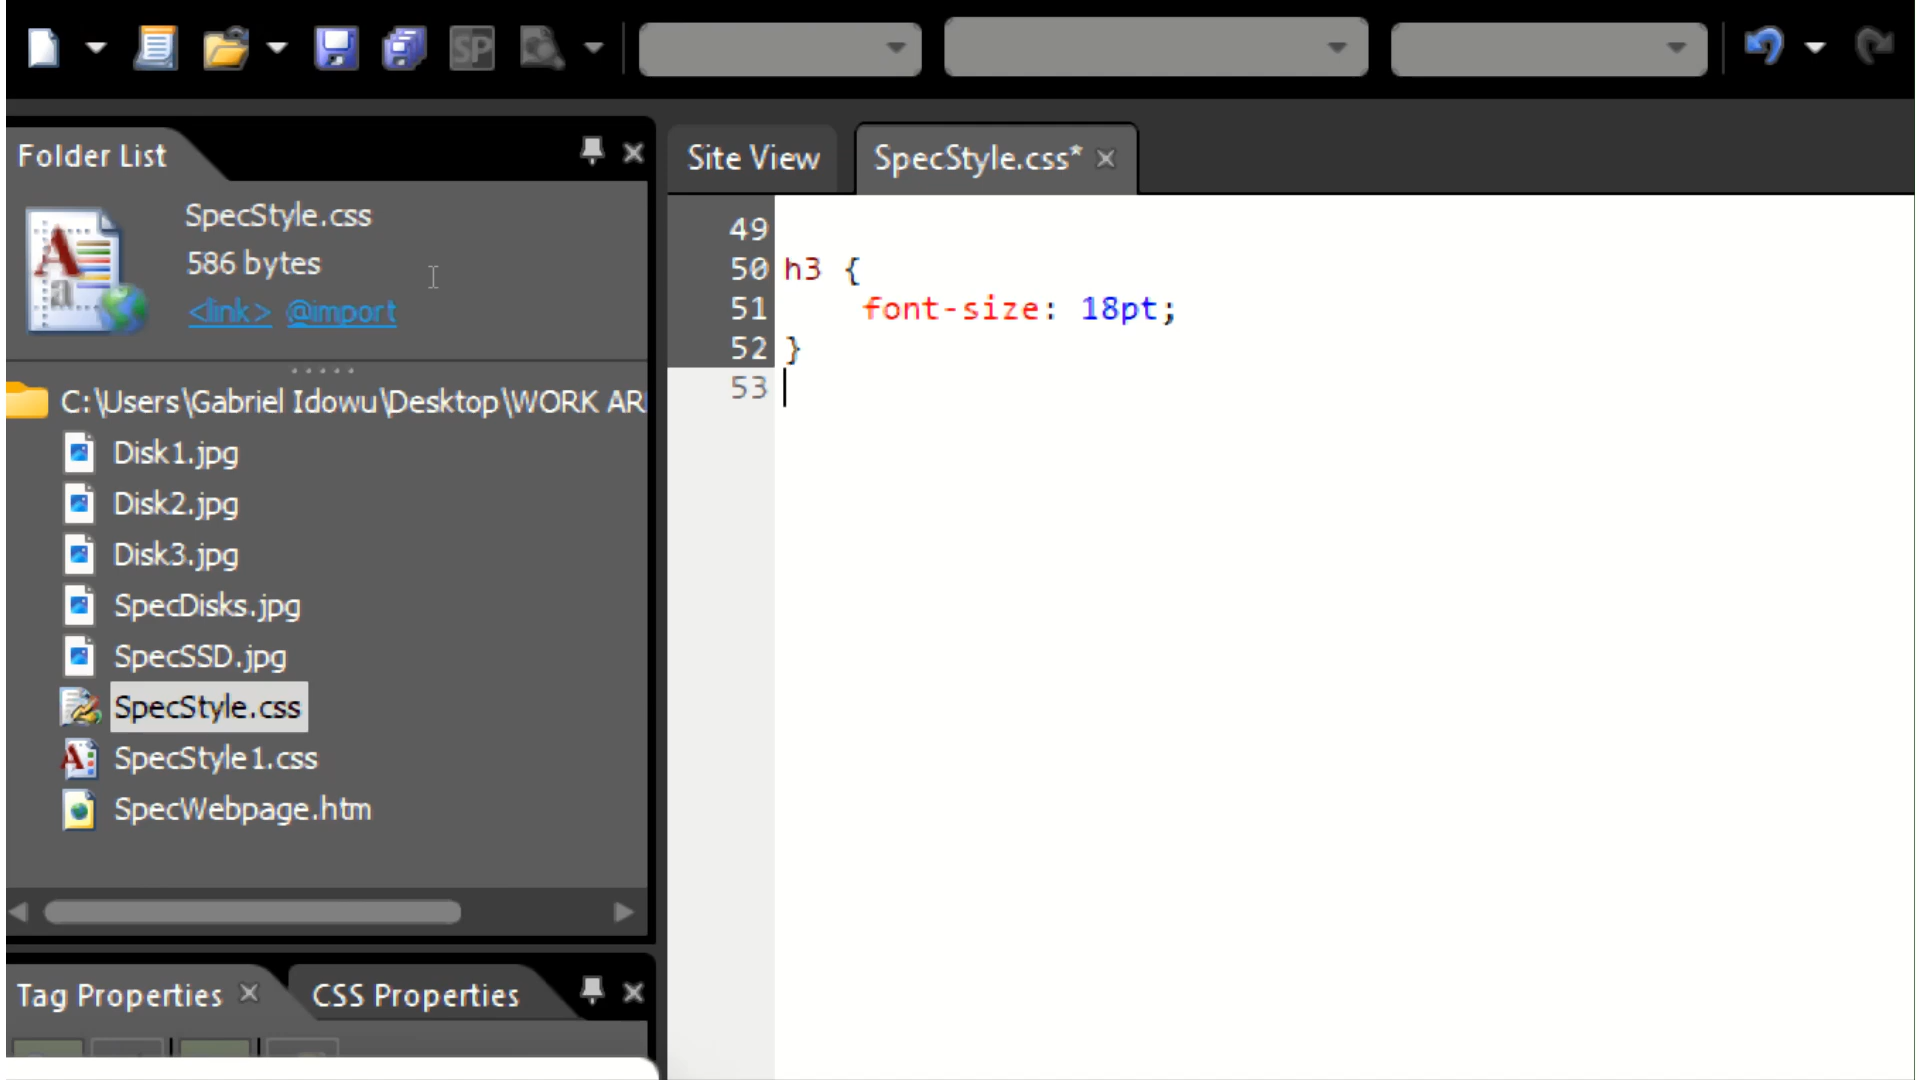 SP
Folder List
Site View
SpecStyle.css*
SpecStyle.css
586 bytes
<link> @import
C:\Users\Gabriel Idowu\Desktop\WORK AR
Disk1.jpg
Disk2.jpg
Disk3.jpg
SpecDisks.jpg
SpecSSD.jpg
SpecStyle.css
SpecStyle1.css
SpecWebpage.htm
Tag Properties
CSS Properties
49
50 h3 {
51 font-size: 18pt;
52 }
53